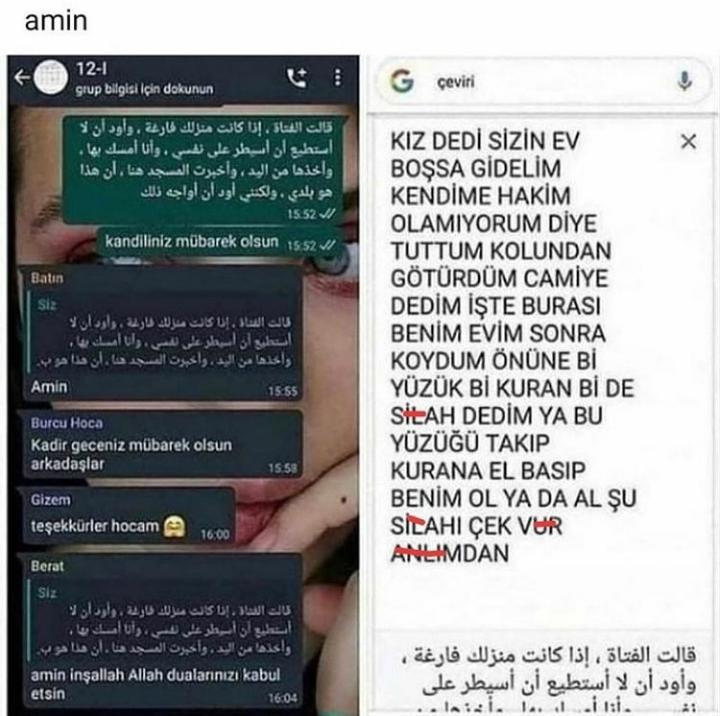 amin
12-I
grup bilgisi için dokunun
قالت الفتاة ، إذا كانت منزلك فارغة ، وأود أن لا
أستطيع أن أسيطر على نفسي ، وأنا أمسك بها ،
وأخذها من اليد ، وأخبرت المسجد هنا ، أن هذا
هو بلدي ، ولكنني أود أن أواجه ذلك
15:52
kandiliniz mübarek olsun 15:52
Batın
Siz
قالت الفتاة ، إذا كانت منزلك فارغة ، وأود أن لا
أستطيع أن أسيطر على نفسي ، وأنا أمسك بها ،
وأخذها من اليد ، وأخبرت المسجد هنا ، أن هذا هو ب..
Amin 15:55
Burcu Hoca
Kadir geceniz mübarek olsun
arkadaşlar 15:58
Gizem
teşekkürler hocam 🤗 16:00
Berat
Siz
قالت الفتاة ، إذا كانت منزلك فارغة ، وأود أن لا
أستطيع أن أسيطر على نفسي ، وأنا أمسك بها ،
وأخذها من اليد ، وأخبرت المسجد هنا ، أن هذا هو ب..
amin inşallah Allah dualarınızı kabul
etsin 16:04
çeviri
KIZ DEDİ SİZİN EV
BOŞSA GİDELİM
KENDİME HAKİM
OLAMIYORUM DİYE
TUTTUM KOLUNDAN
GÖTÜRDÜM CAMİYE
DEDİM İŞTE BURASI
BENİM EVİM SONRA
KOYDUM ÖNÜNE Bİ
YÜZÜK Bİ KURAN Bİ DE
SİLAH DEDİM YA BU
YÜZÜĞÜ TAKIP
KURANA EL BASIP
BENİM OL YA DA AL ŞU
SİLAHI ÇEK VUR
ANLIMDAN
قالت الفتاة ، إذا كانت منزلك فارغة ،
وأود أن لا أستطيع أن أسيطر على